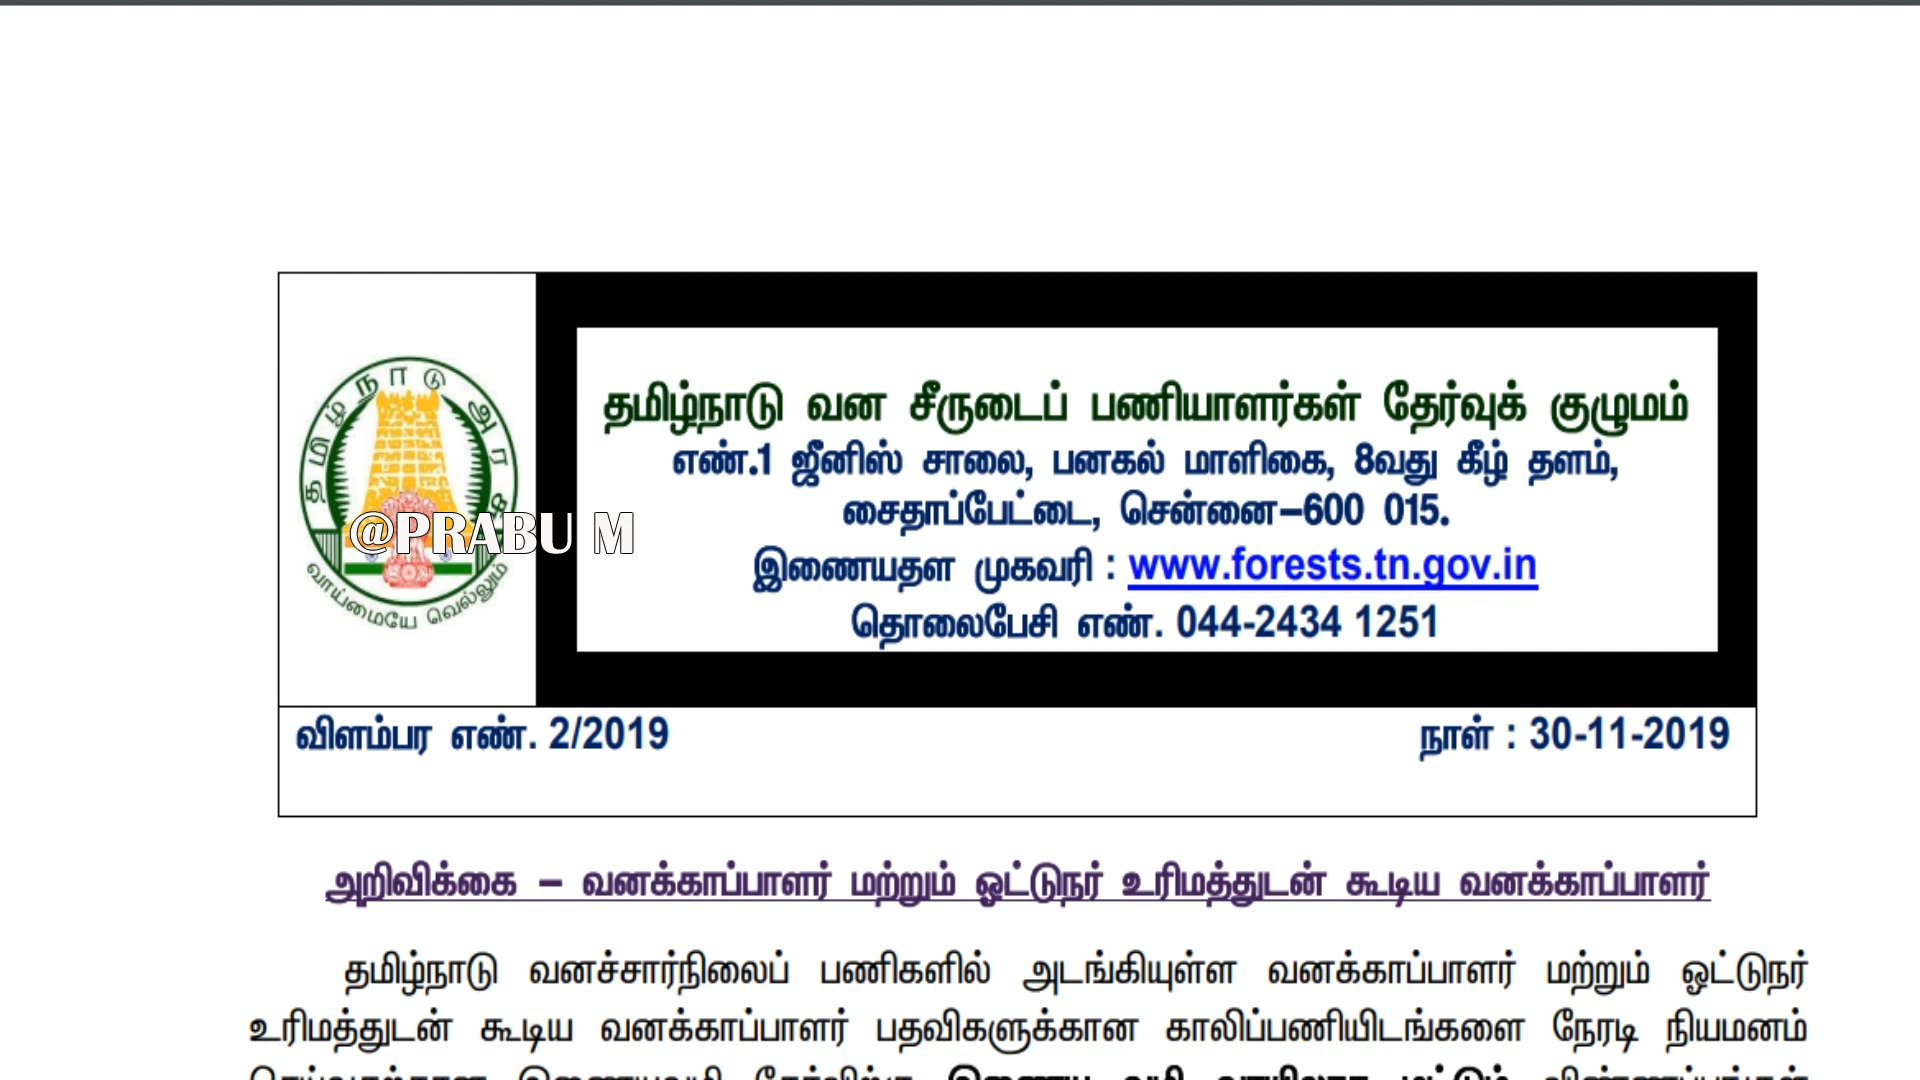 தமிழ்நாடு அரசு
வாய்மையே வெல்லும்
@PRABU M
தமிழ்நாடு வன சீருடைப் பணியாளர்கள் தேர்வுக் குழுமம்
எண்.1 ஜீனிஸ் சாலை, பனகல் மாளிகை, 8வது கீழ் தளம்,
சைதாப்பேட்டை, சென்னை–600 015.
இணையதள முகவரி : www.forests.tn.gov.in
தொலைபேசி எண். 044-2434 1251
விளம்பர எண். 2/2019 நாள் : 30-11-2019
அறிவிக்கை – வனக்காப்பாளர் மற்றும் ஓட்டுநர் உரிமத்துடன் கூடிய வனக்காப்பாளர்
தமிழ்நாடு வனச்சார்நிலைப் பணிகளில் அடங்கியுள்ள வனக்காப்பாளர் மற்றும் ஓட்டுநர்
உரிமத்துடன் கூடிய வனக்காப்பாளர் பதவிகளுக்கான காலிப்பணியிடங்களை நேரடி நியமனம்